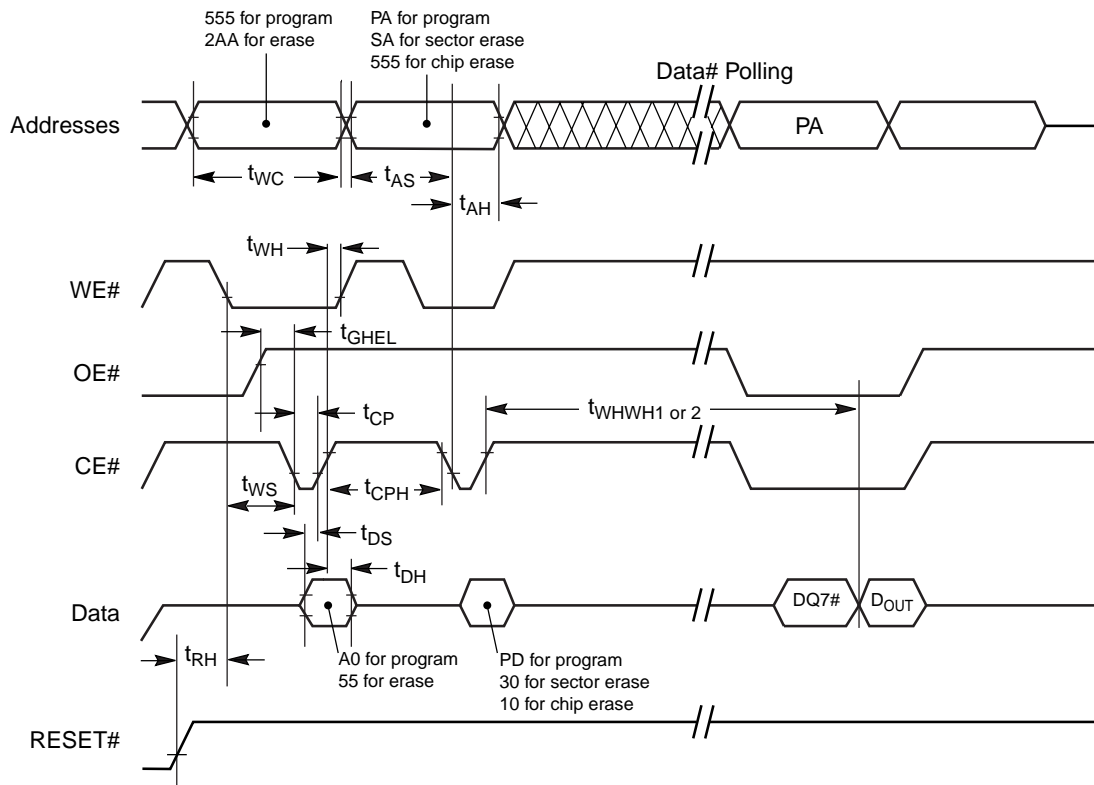 555 for program
2AA for erase
PA for program
SA for sector erase
555 for chip erase
Data# Polling
Addresses
PA
tWC
tAS
tAH
tWH
WE#
tGHEL
OE#
tWHWH1 or 2
tCP
CE#
tWS
tCPH
tDS
tDH
Data
DQ7#
DOUT
tRH
A0 for program
55 for erase
PD for program
30 for sector erase
10 for chip erase
RESET#